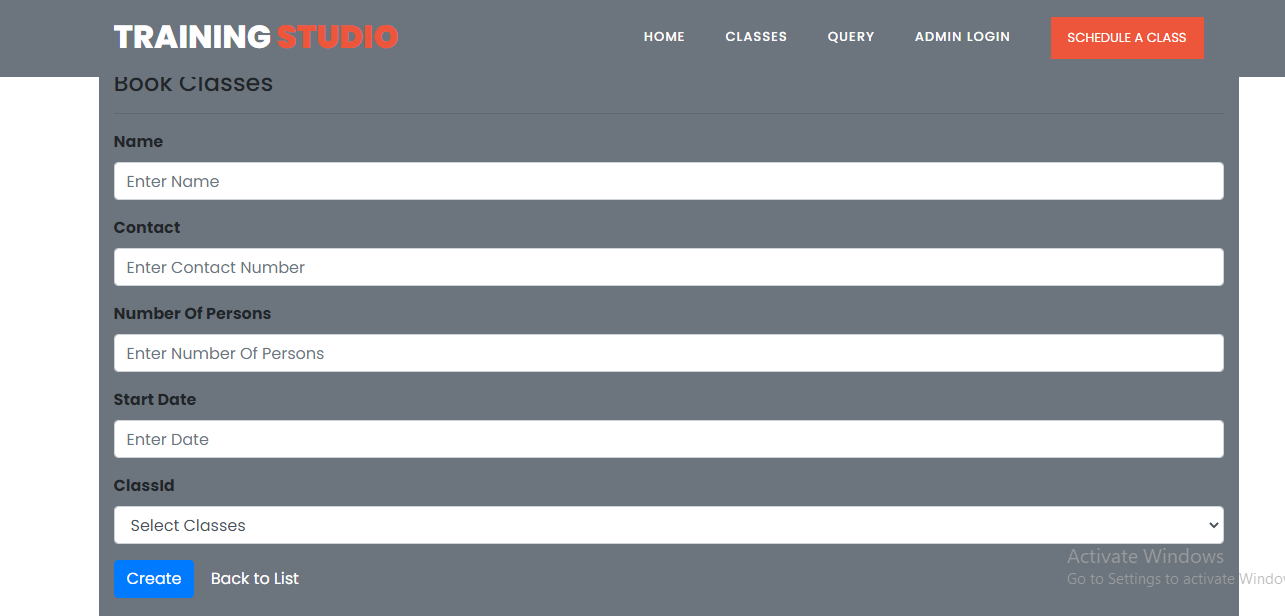 TRAINING STUDIO
HOME CLASSES QUERY ADMIN LOGIN SCHEDULE A CLASS
Book Classes
Name
Enter Name
Contact
Enter Contact Number
Number Of Persons
Enter Number Of Persons
Start Date
Enter Date
ClassId
Select Classes
Create Back to List
Activate Windows
Go to Settings to activate Windo